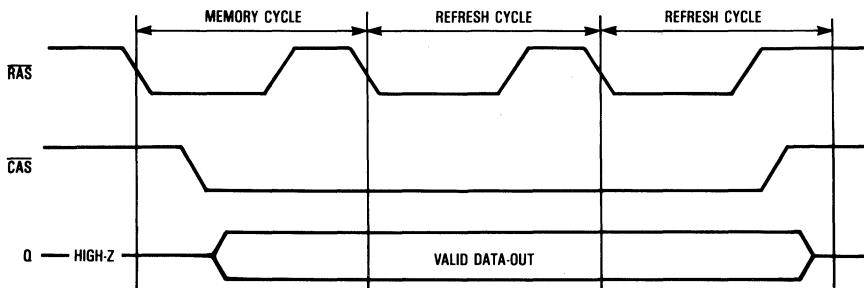 MEMORY CYCLE REFRESH CYCLE REFRESH CYCLE
RAS
CAS
Q HIGH-Z VALID DATA-OUT